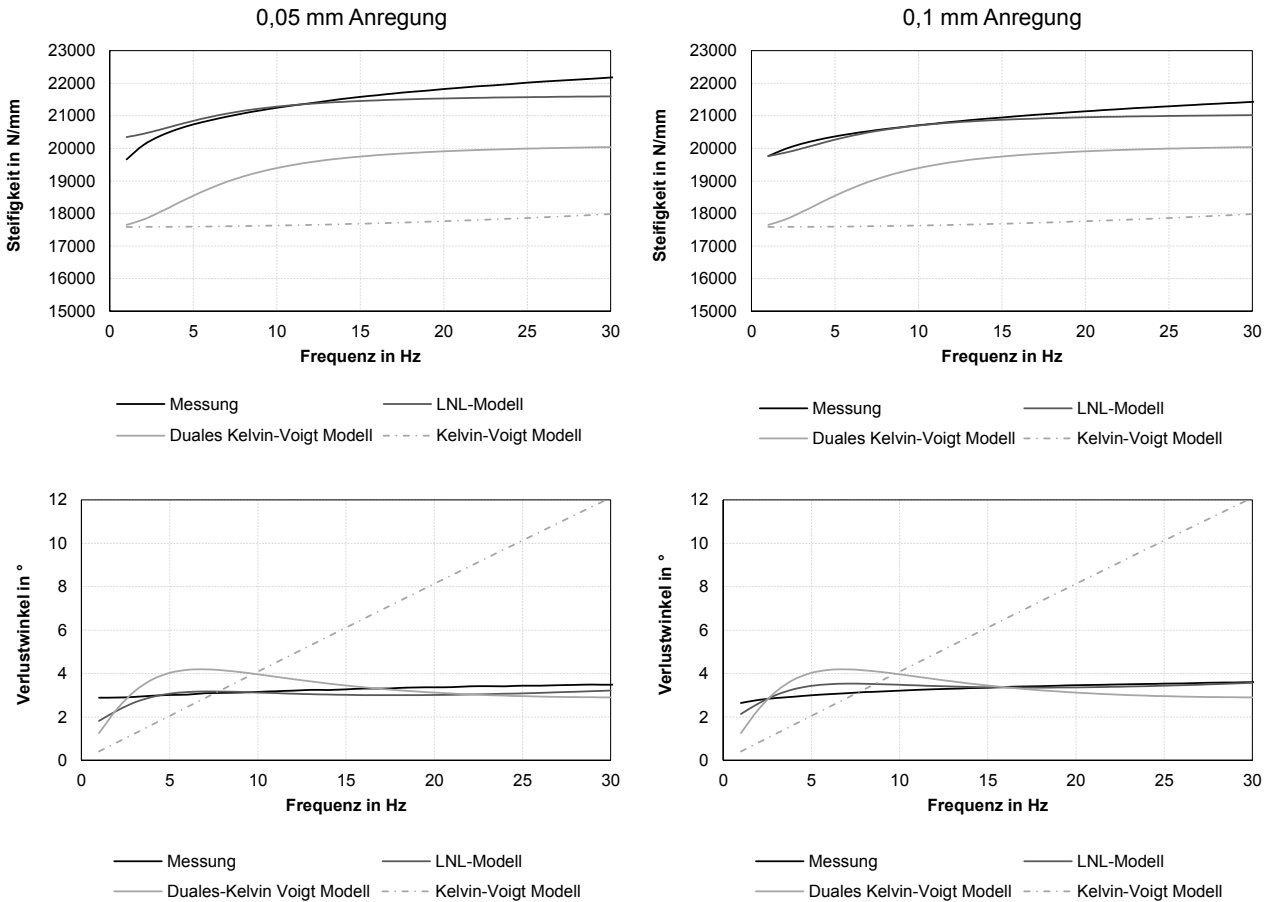 0,05 mm Anregung
23000
22000
21000
20000
19000
18000
17000
16000
15000
Steifigkeit in N/mm
0 5 10 15 20 25 30
Frequenz in Hz
Messung
LNL-Modell
Duales Kelvin-Voigt Modell
Kelvin-Voigt Modell
0,1 mm Anregung
23000
22000
21000
20000
19000
18000
17000
16000
15000
Steifigkeit in N/mm
0 5 10 15 20 25 30
Frequenz in Hz
Messung
LNL-Modell
Duales Kelvin-Voigt Modell
Kelvin-Voigt Modell
12
10
8
6
4
2
0
Verlustwinkel in °
0 5 10 15 20 25 30
Frequenz in Hz
Messung
LNL-Modell
Duales-Kelvin Voigt Modell
Kelvin-Voigt Modell
12
10
8
6
4
2
0
Verlustwinkel in °
0 5 10 15 20 25 30
Frequenz in Hz
Messung
LNL-Modell
Duales Kelvin-Voigt Modell
Kelvin-Voigt Modell